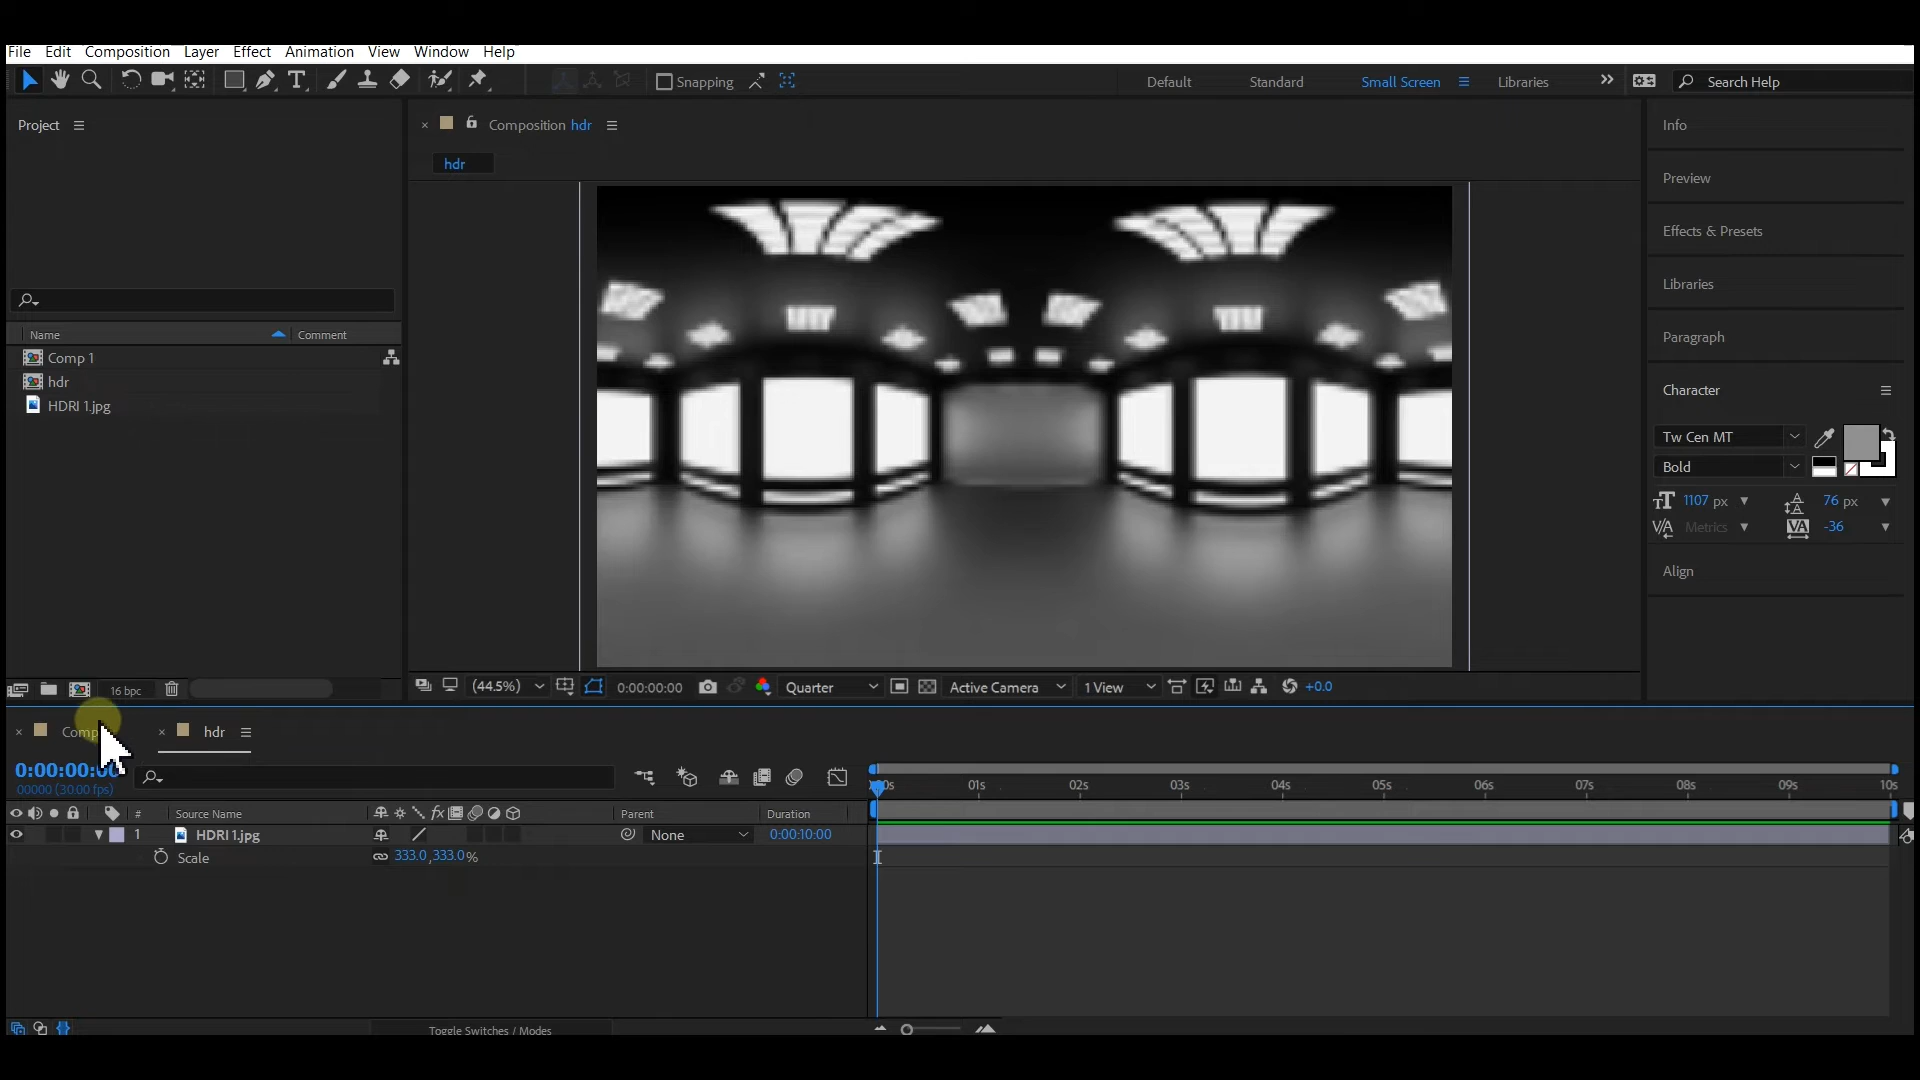 File Edit Composition Layer Effect Animation View Window Help
Snapping Default Standard Small Screen Libraries Search Help
Project
Composition hdr
hdr
Name Comment
Comp 1
hdr
HDRI 1.jpg
16 bpc
(44.5%) 0:00:00:00 Quarter Active Camera 1 View +0.0
Info
Preview
Effects & Presets
Libraries
Paragraph
Character
Tw Cen MT
Bold
1107 px 76 px
Metrics -36
Align
hdr
00000 (30.00 fps)
01s 02s 03s 04s 05s 06s 07s 08s 09s 10s
# Source Name Parent Duration
1 HDRI 1.jpg None 0:00:10:00
Scale 333.0,333.0%
Toggle Switches / Modes